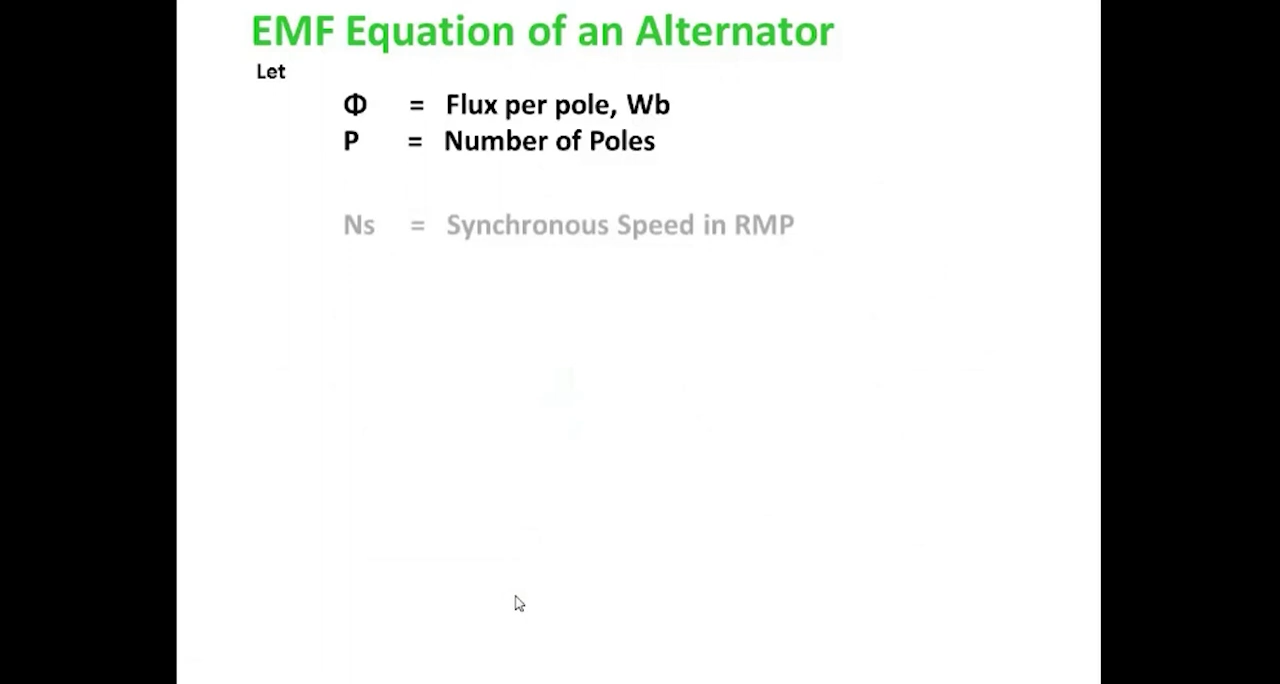 EMF Equation of an Alternator
Let
Φ = Flux per pole, Wb
P = Number of Poles
Ns = Synchronous Speed in RMP